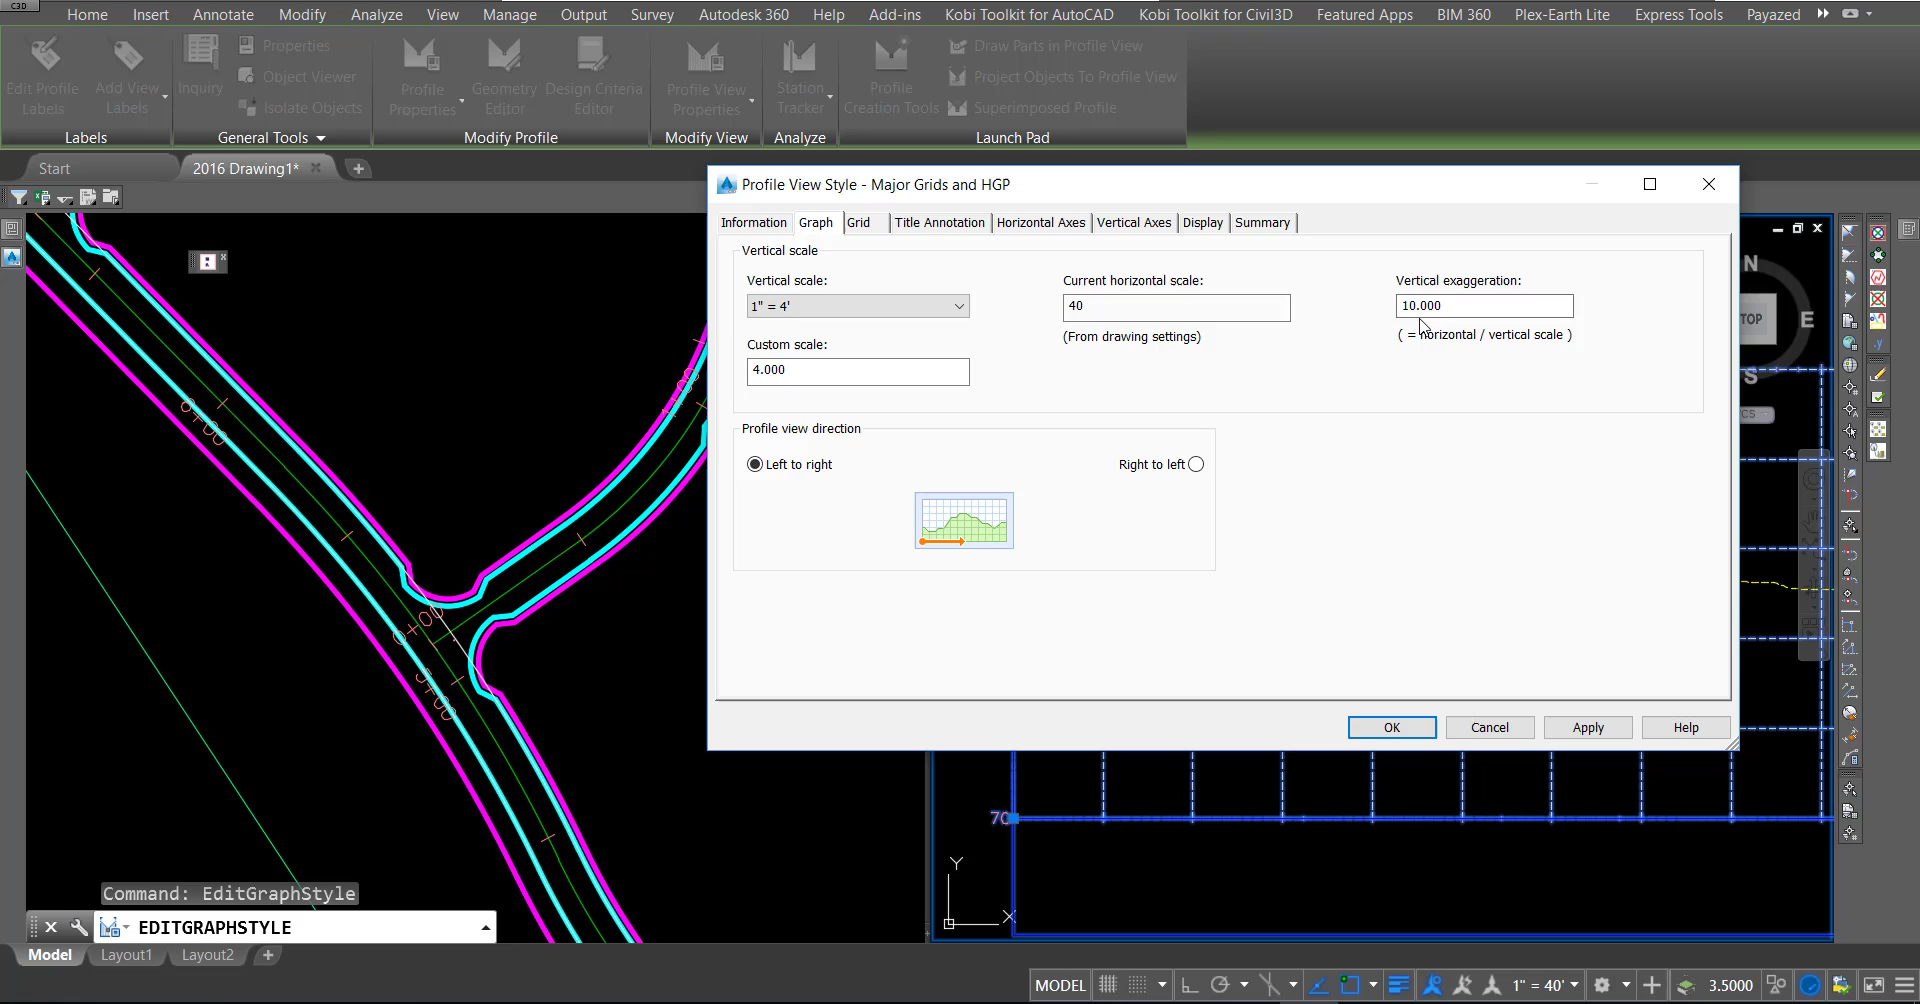 C3D
Home Insert Annotate Modify Analyze View Manage Output Survey Autodesk 360 Help Add-ins Kobi Toolkit for AutoCAD Kobi Toolkit for Civil3D Featured Apps BIM 360 Plex-Earth Lite Express Tools Payazed
Edit Profile Labels
Add View Labels
Labels
Inquiry
Properties
Object Viewer
Isolate Objects
General Tools
Profile Properties
Geometry Editor
Design Criteria Editor
Modify Profile
Profile View Properties
Modify View
Station Tracker
Analyze
Profile Creation Tools
Draw Parts in Profile View
Project Objects To Profile View
Superimposed Profile
Launch Pad
Start
2016 Drawing1*
Profile View Style - Major Grids and HGP
Information Graph Grid Title Annotation Horizontal Axes Vertical Axes Display Summary
Vertical scale
Vertical scale:
1" = 4'
Custom scale:
4.000
Current horizontal scale:
40
(From drawing settings)
Vertical exaggeration:
10.000
( = horizontal / vertical scale )
Profile view direction
Left to right
Right to left
OK Cancel Apply Help
N
TOP
E
S
6+00
0+00
5+00
70
Y
X
Command: EditGraphStyle
EDITGRAPHSTYLE
Model Layout1 Layout2
MODEL
1" = 40'
3.5000